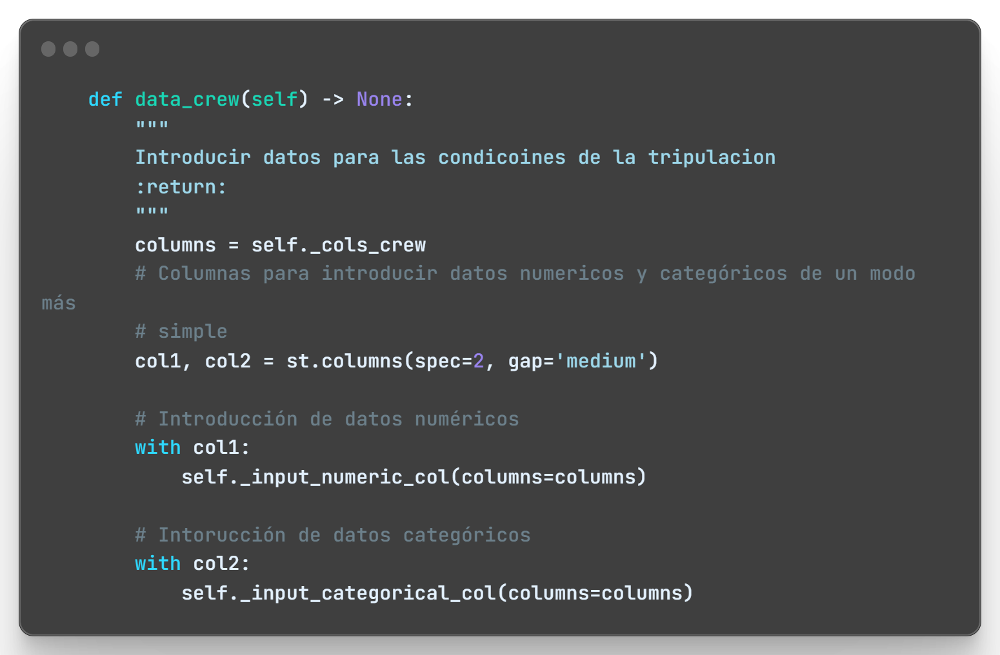 def data_crew(self) -> None:
"""
Introducir datos para las condicoines de la tripulacion
:return:
"""
columns = self._cols_crew
# Columnas para introducir datos numericos y categóricos de un modo
más
# simple
col1, col2 = st.columns(spec=2, gap='medium')
# Introducción de datos numéricos
with col1:
self._input_numeric_col(columns=columns)
# Intorucción de datos categóricos
with col2:
self._input_categorical_col(columns=columns)